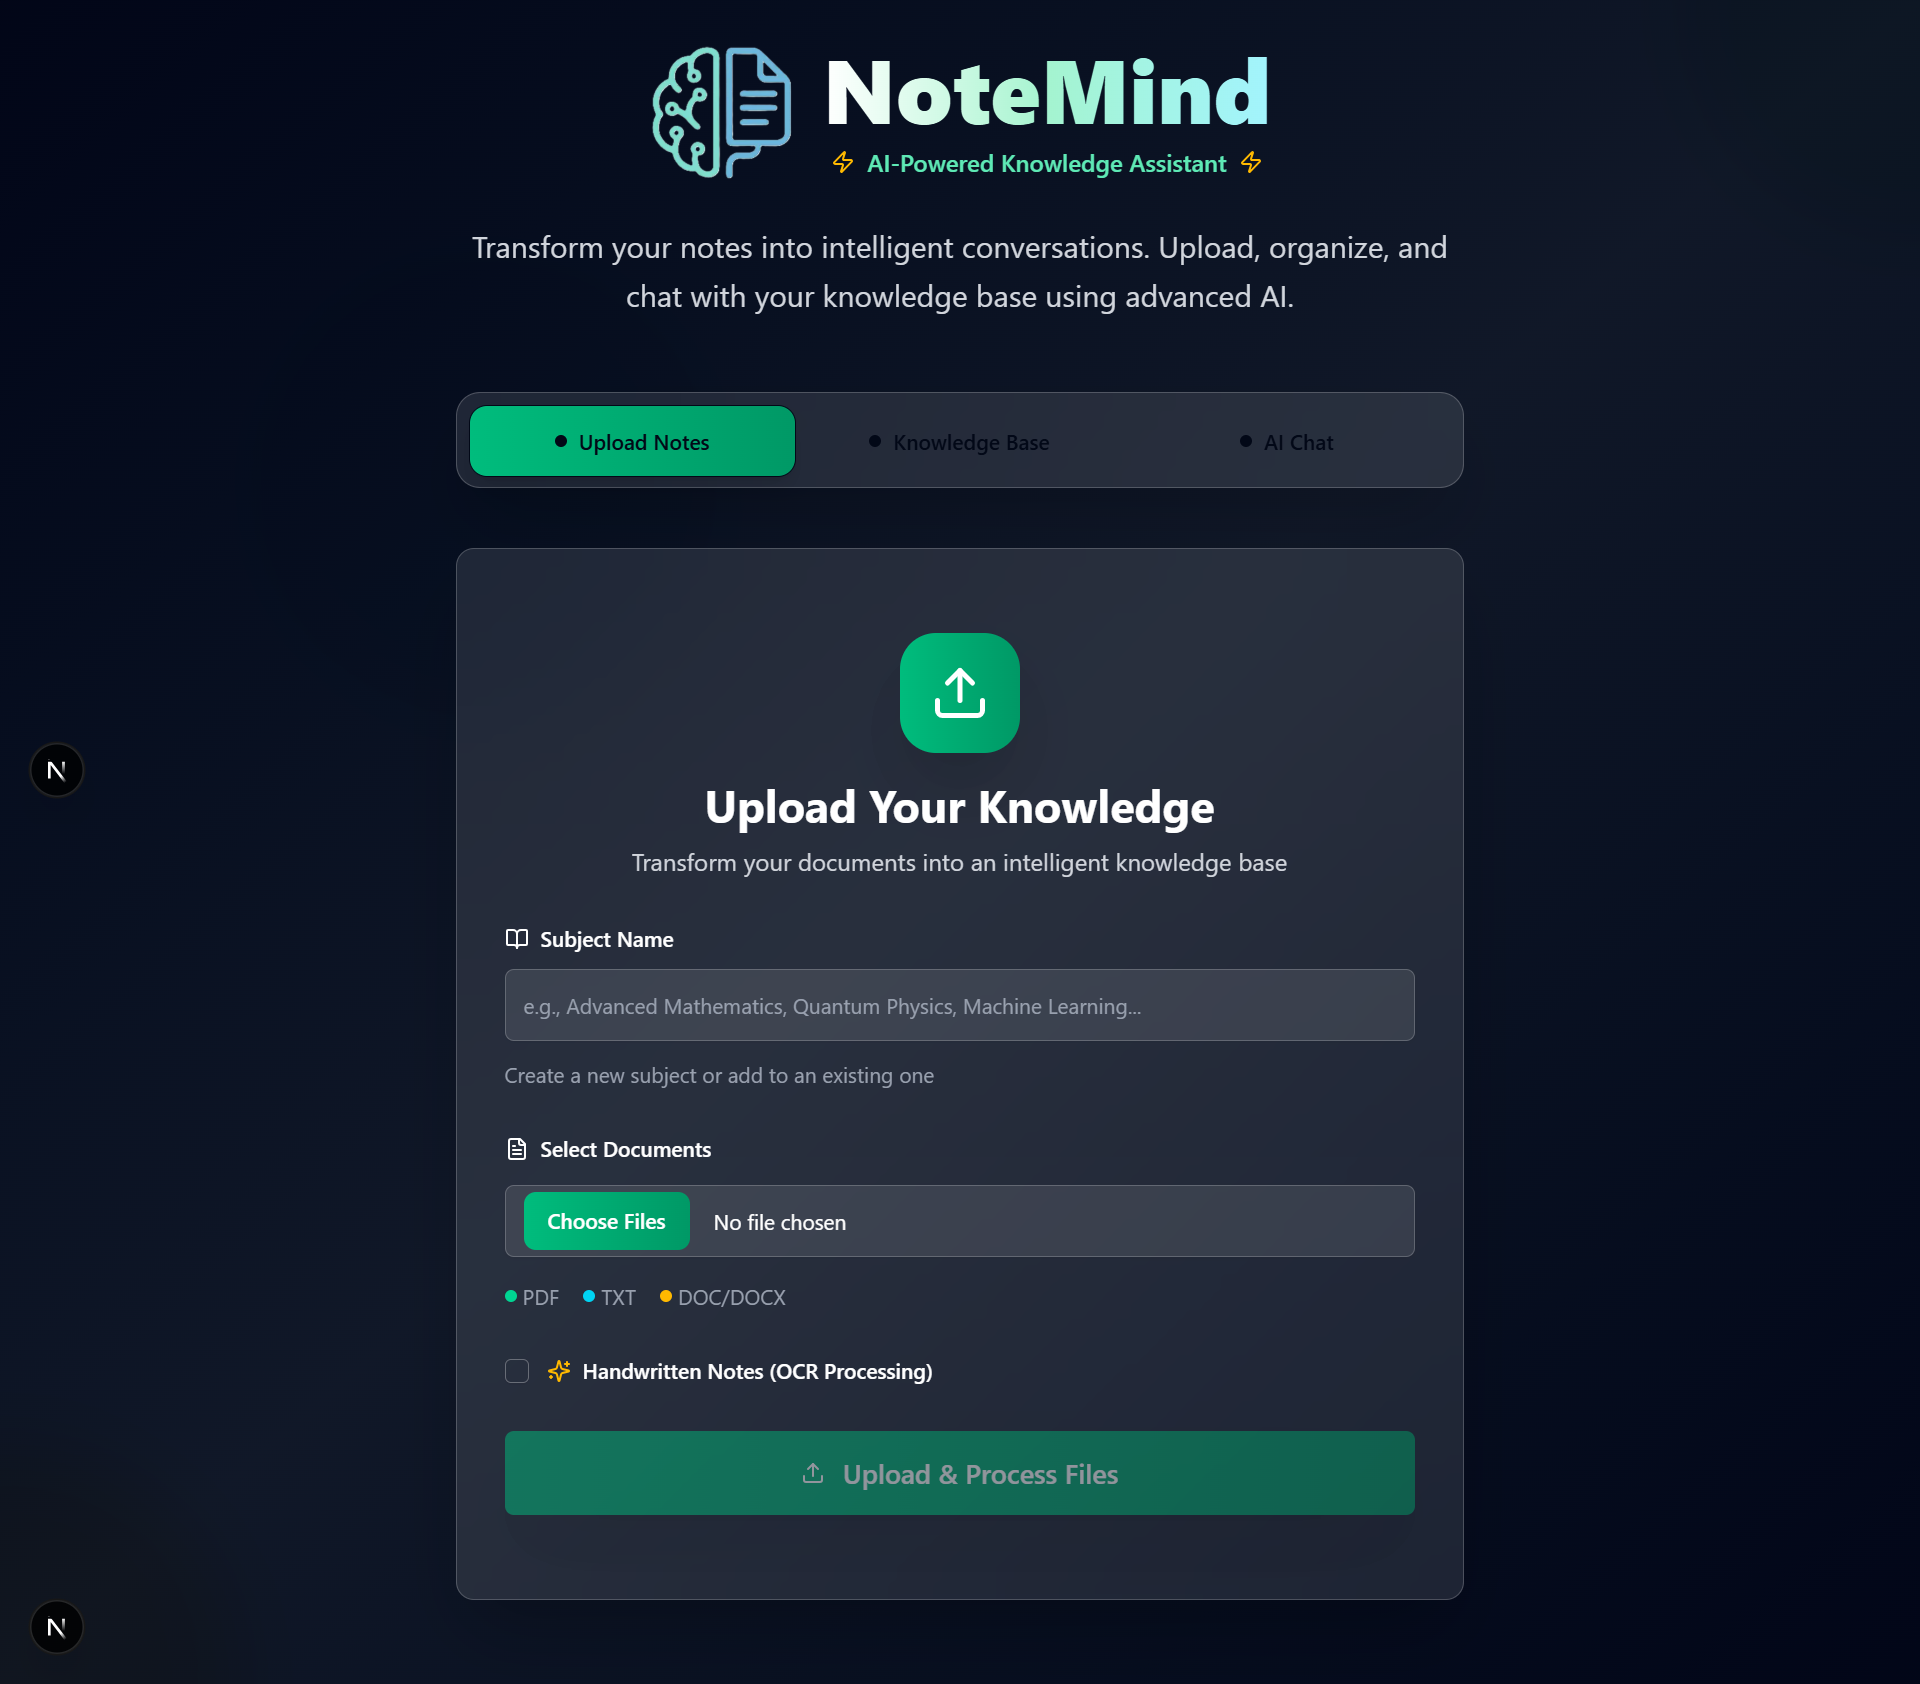 NoteMind
AI-Powered Knowledge Assistant
Transform your notes into intelligent conversations. Upload, organize, and
chat with your knowledge base using advanced AI.
Upload Notes
Knowledge Base
AI Chat
Upload Your Knowledge
Transform your documents into an intelligent knowledge base
Subject Name
e.g., Advanced Mathematics, Quantum Physics, Machine Learning...
Create a new subject or add to an existing one
Select Documents
Choose Files No file chosen
PDF TXT DOC/DOCX
Handwritten Notes (OCR Processing)
Upload & Process Files
N
N